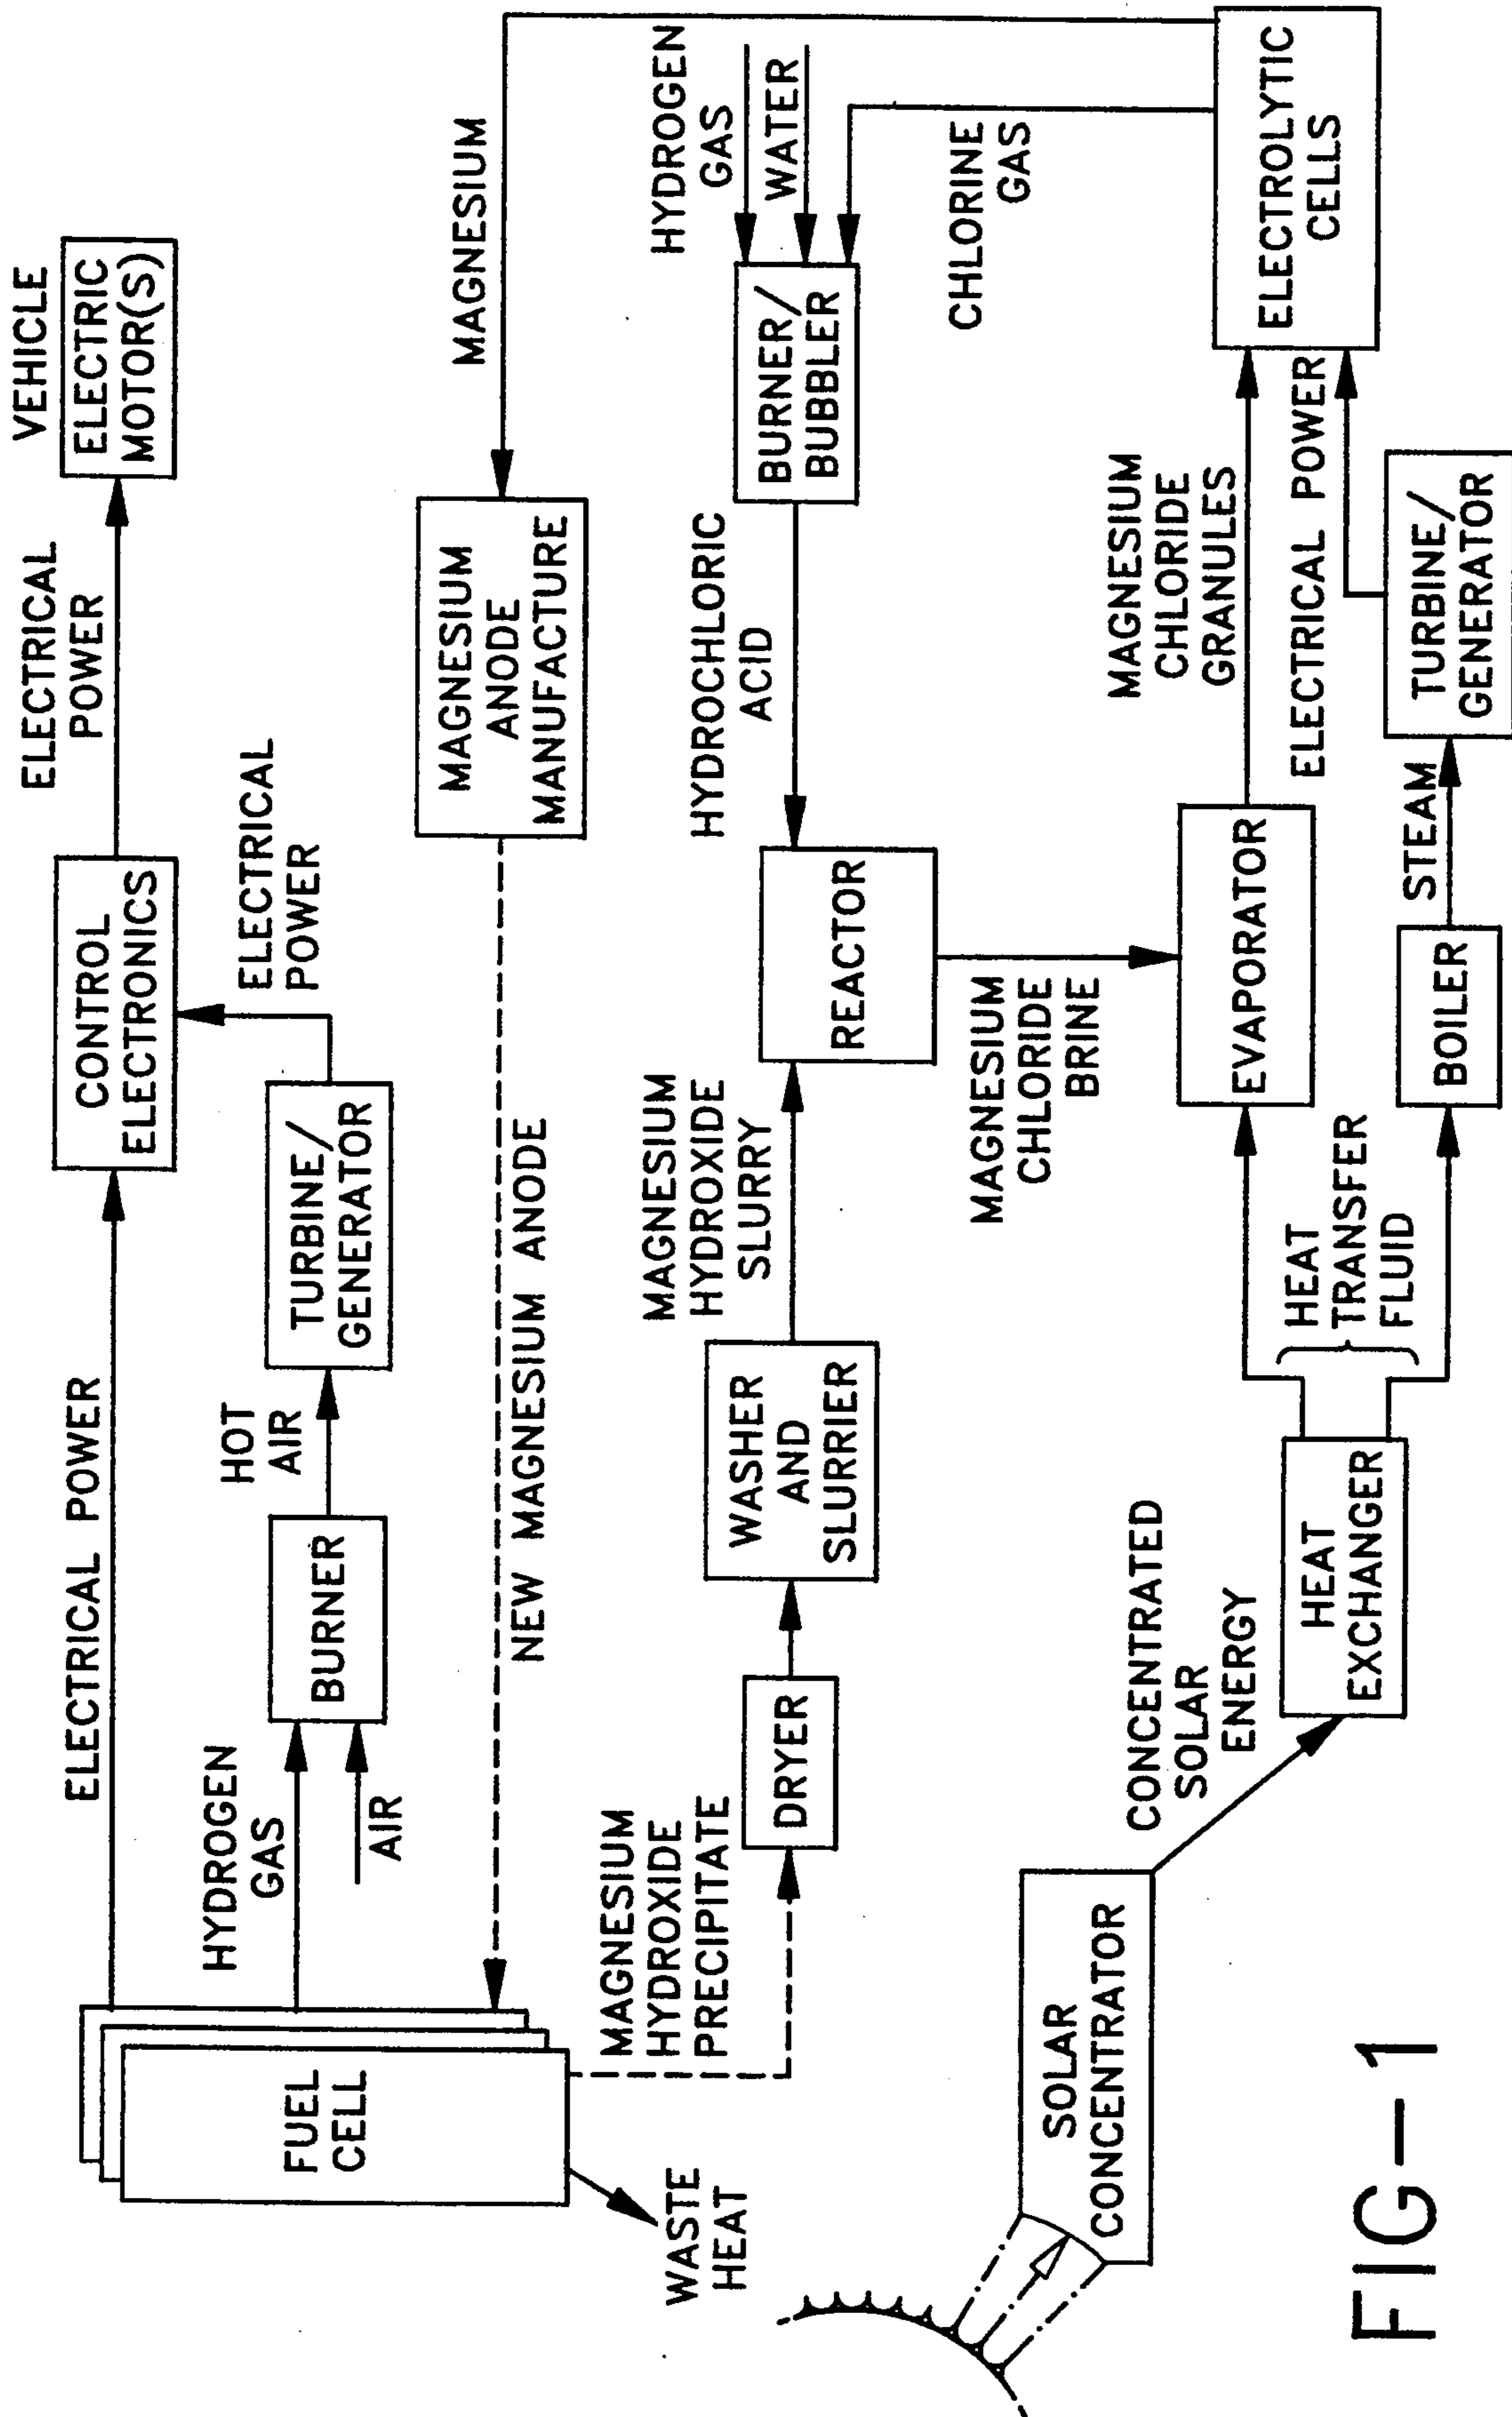 VEHICLE
ELECTRIC
MOTOR(S)
ELECTRICAL
POWER
CONTROL
ELECTRONICS
ELECTRICAL
POWER
ELECTRICAL POWER
TURBINE/
GENERATOR
HOT
AIR
BURNER
HYDROGEN
GAS
AIR
FUEL
CELL
WASTE
HEAT
MAGNESIUM
MAGNESIUM
ANODE
MANUFACTURE
NEW MAGNESIUM ANODE
HYDROGEN
GAS
WATER
CHLORINE
GAS
BURNER/
BUBBLER
HYDROCHLORIC
ACID
REACTOR
MAGNESIUM
HYDROXIDE
SLURRY
WASHER
AND
SLURRIER
DRYER
MAGNESIUM
HYDROXIDE
PRECIPITATE
MAGNESIUM
CHLORIDE
BRINE
ELECTROLYTIC
CELLS
MAGNESIUM
CHLORIDE
GRANULES
ELECTRICAL POWER
EVAPORATOR
TURBINE/
GENERATOR
STEAM
BOILER
HEAT
TRANSFER
FLUID
HEAT
EXCHANGER
CONCENTRATED
SOLAR
ENERGY
SOLAR
CONCENTRATOR
FIG-1